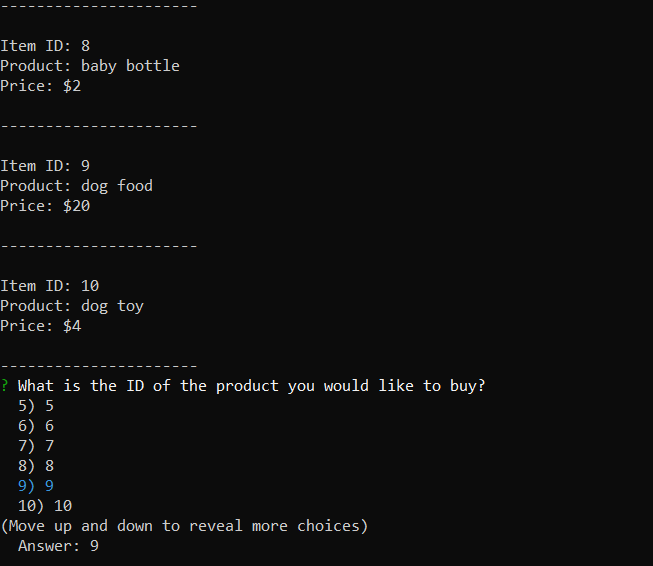 ----------------------
Item ID: 8
Product: baby bottle
Price: $2
----------------------
Item ID: 9
Product: dog food
Price: $20
----------------------
Item ID: 10
Product: dog toy
Price: $4
----------------------
? What is the ID of the product you would like to buy?
5) 5
6) 6
7) 7
8) 8
9) 9
10) 10
(Move up and down to reveal more choices)
Answer: 9